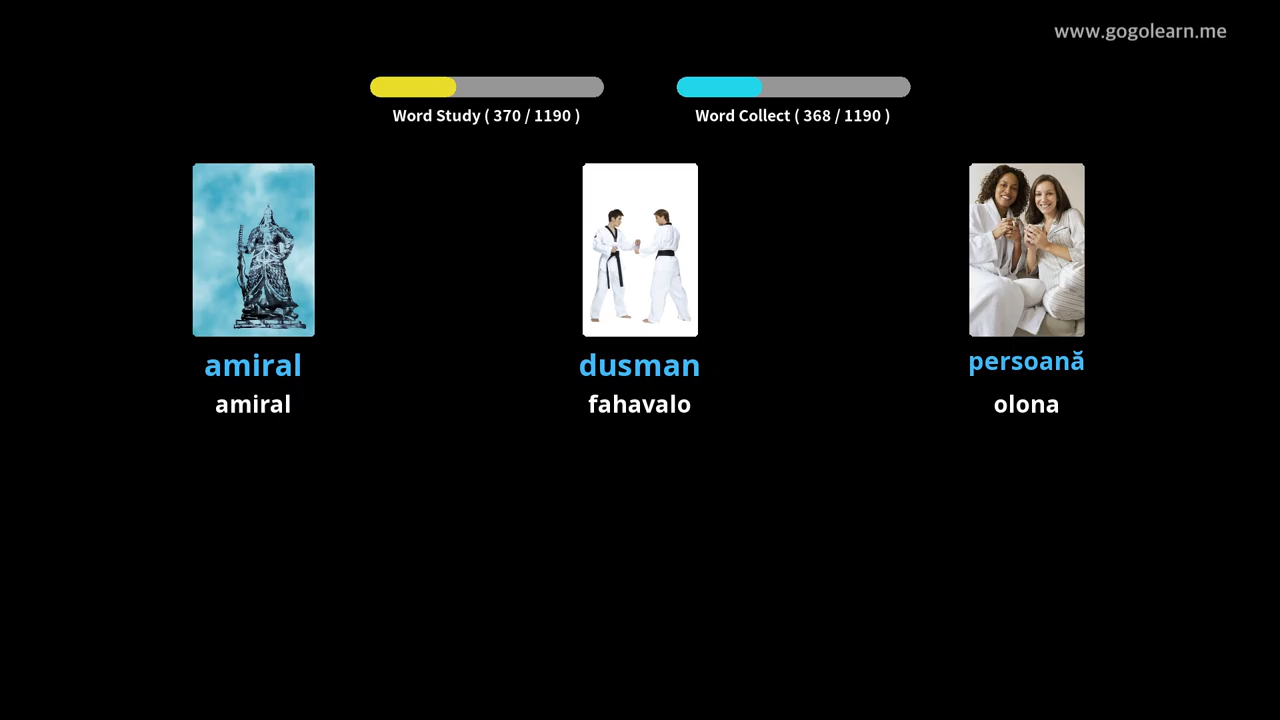 www.gogolearn.me
Word Study ( 370 / 1190 )
Word Collect ( 368 / 1190 )
amiral
amiral
dusman
fahavalo
persoană
olona